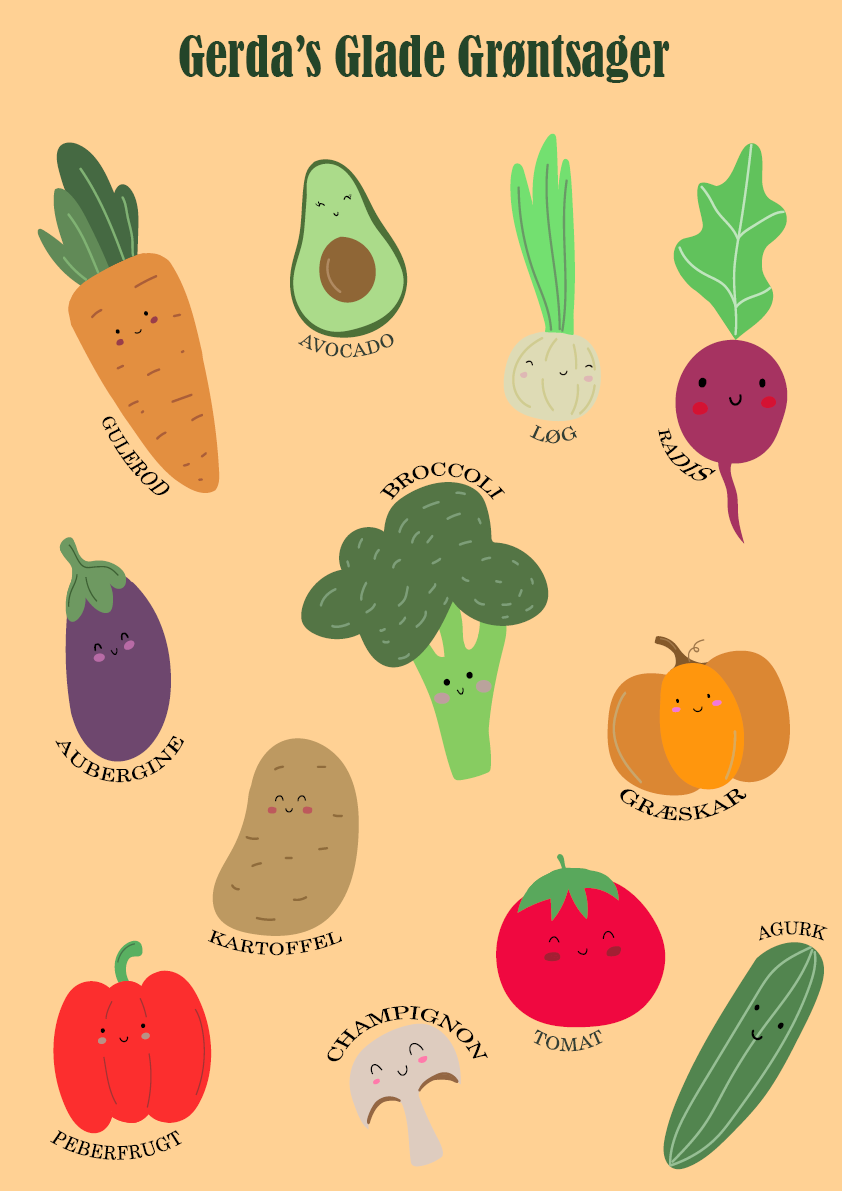 Gerda's Glade Grøntsager
AVOCADO
LØG
GULEROD
RADIS
BROCCOLI
AUBERGINE
GRÆSKAR
KARTOFFEL
AGURK
CHAMPIGNON
TOMAT
PEBERFRUGT